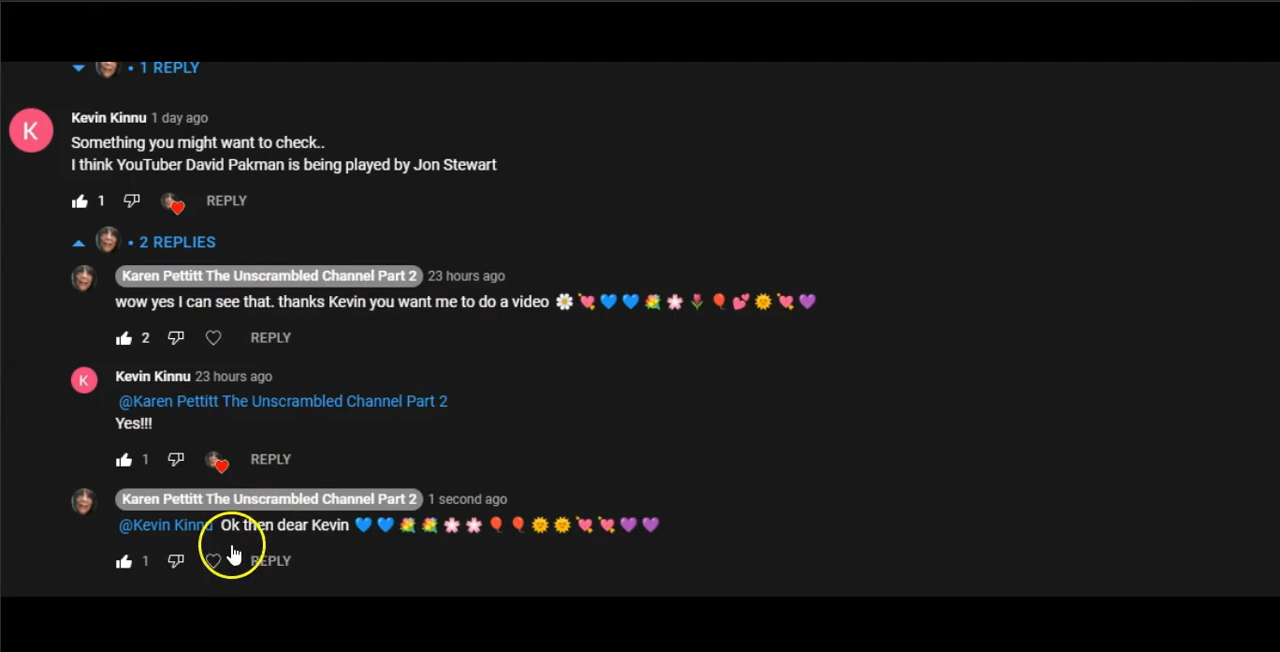 • 1 REPLY
K
Kevin Kinnu 1 day ago
Something you might want to check..
I think YouTuber David Pakman is being played by Jon Stewart
1 REPLY
• 2 REPLIES
Karen Pettitt The Unscrambled Channel Part 2 23 hours ago
wow yes I can see that. thanks Kevin you want me to do a video 🌼💘💙💙💐🌸🌷🎈💕🌞💘💜
2 REPLY
K
Kevin Kinnu 23 hours ago
@Karen Pettitt The Unscrambled Channel Part 2
Yes!!!
1 REPLY
Karen Pettitt The Unscrambled Channel Part 2 1 second ago
@Kevin Kinnu Ok then dear Kevin 💙💙💐💐🌸🌸🎈🎈🌞🌞💘💘💜💜
1 REPLY